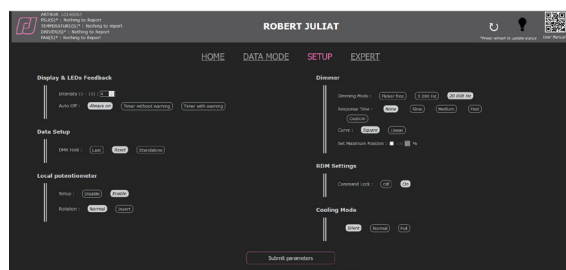 ARTHUR
PSU(S)* : Nothing to Report
TEMPERATURE(S)* : Nothing to Report
DRIVER(S)* : Nothing to Report
FAN(S)* : Nothing to Report
ROBERT JULIAT
*Press refresh to update status
User Manual
HOME DATA MODE SETUP EXPERT
Display & LEDs Feedback
Intensity (0 - 10) :
Auto Off : Always on Timer without warning Timer with warning
Data Setup
DMX Hold : Last Reset Standalone
Local potentiometer
Setup : Disable Enable
Rotation : Normal Invert
Dimmer
Dimming Mode : Flicker free 5 000 Hz 20 000 Hz
Response Time : None Slow Medium Fast
Custom
Curve : Square Linear
Set Maximum Position : %
RDM Settings
Command Lock : Off On
Cooling Mode
Silent Normal Full
Submit parameters